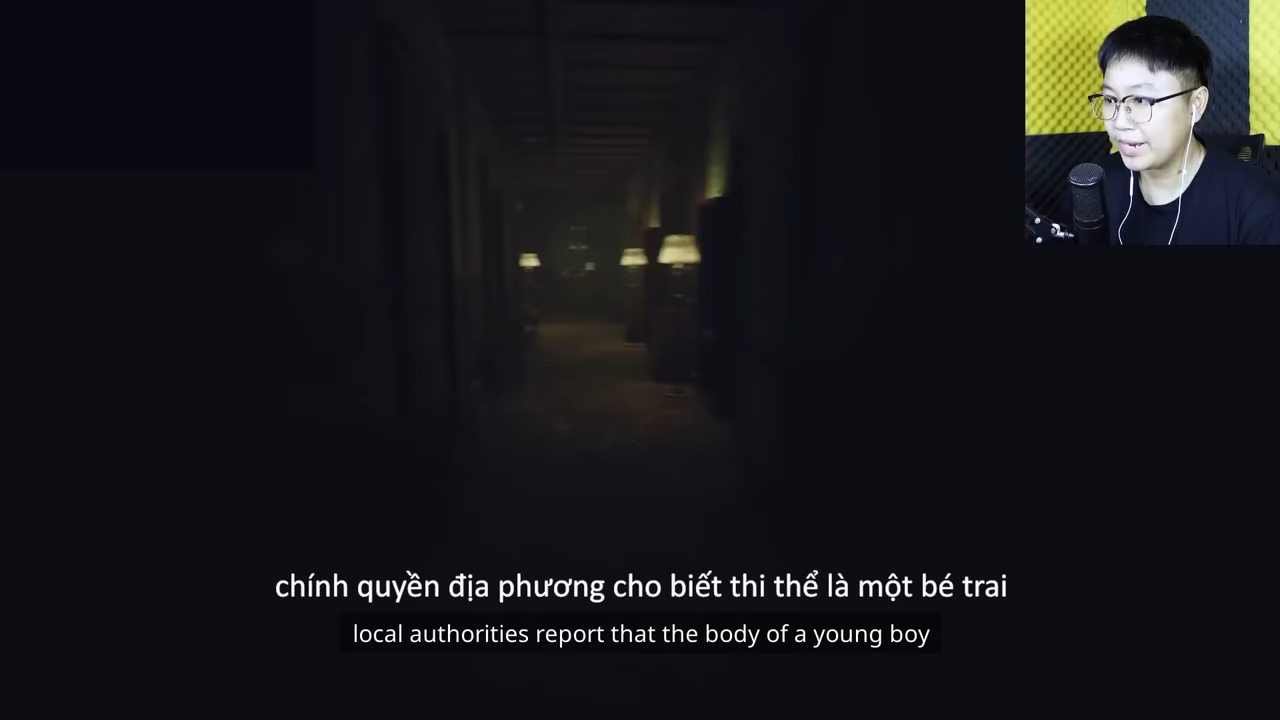 chính quyền địa phương cho biết thi thể là một bé trai
local authorities report that the body of a young boy